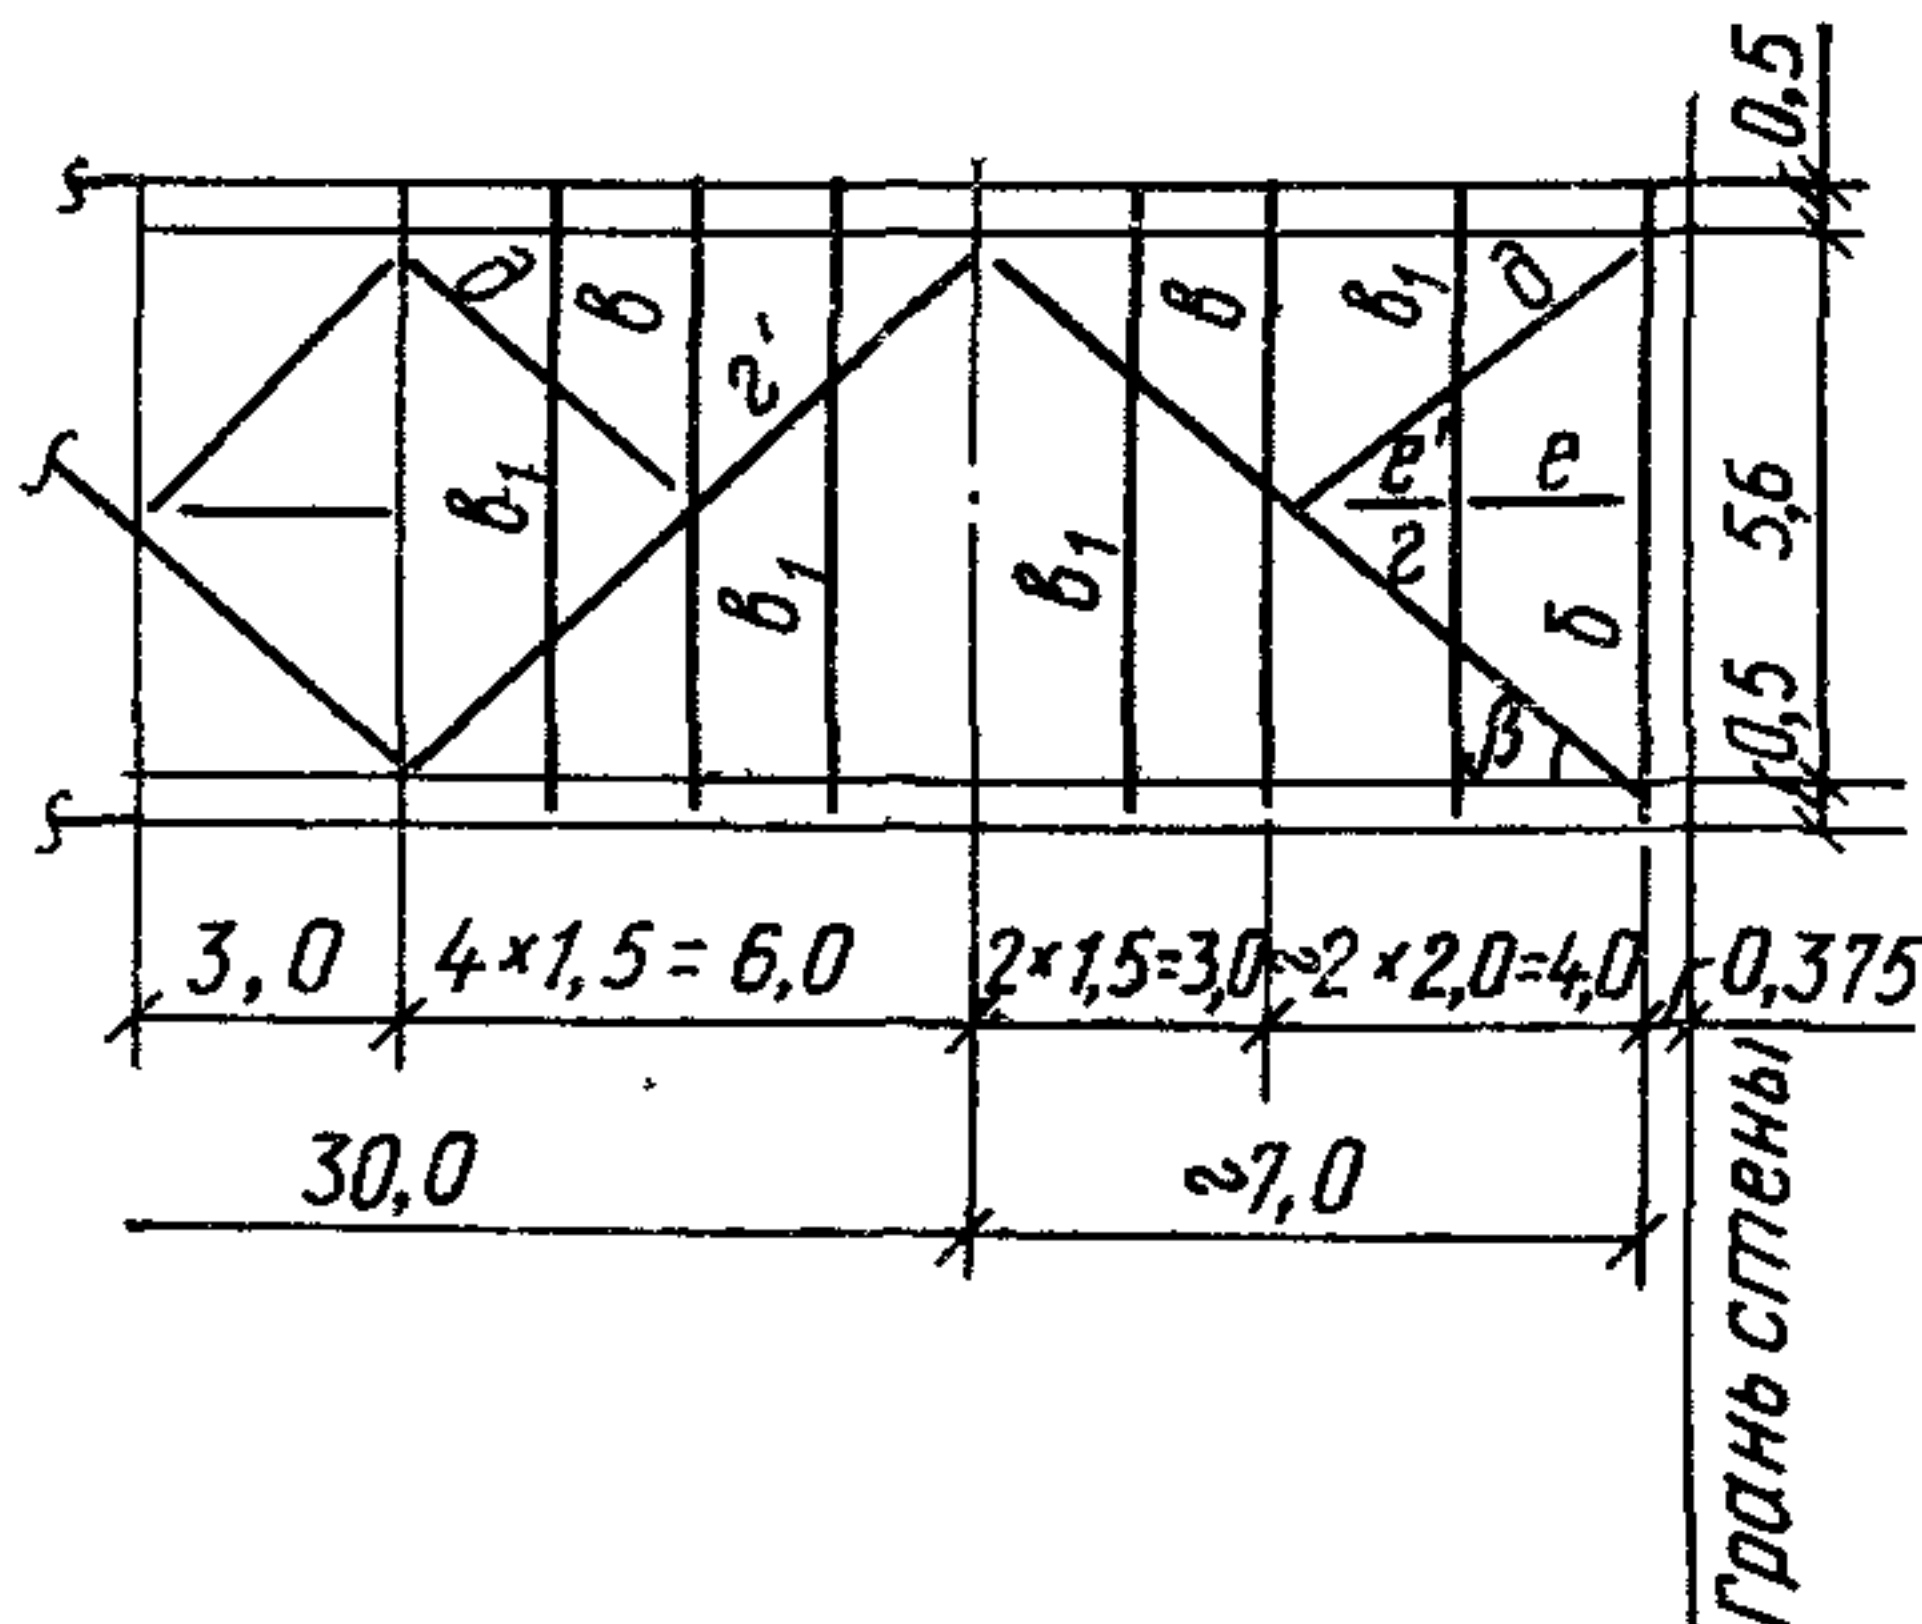 0,5
д
в
г'
в₁
в₁
в
в₁
в₁
д
е'
е
г
б
β
5,6
0,5
3,0
4×1,5=6,0
2×1,5=3,0
~2×2,0=4,0
0,375
30,0
~7,0
Грань стены